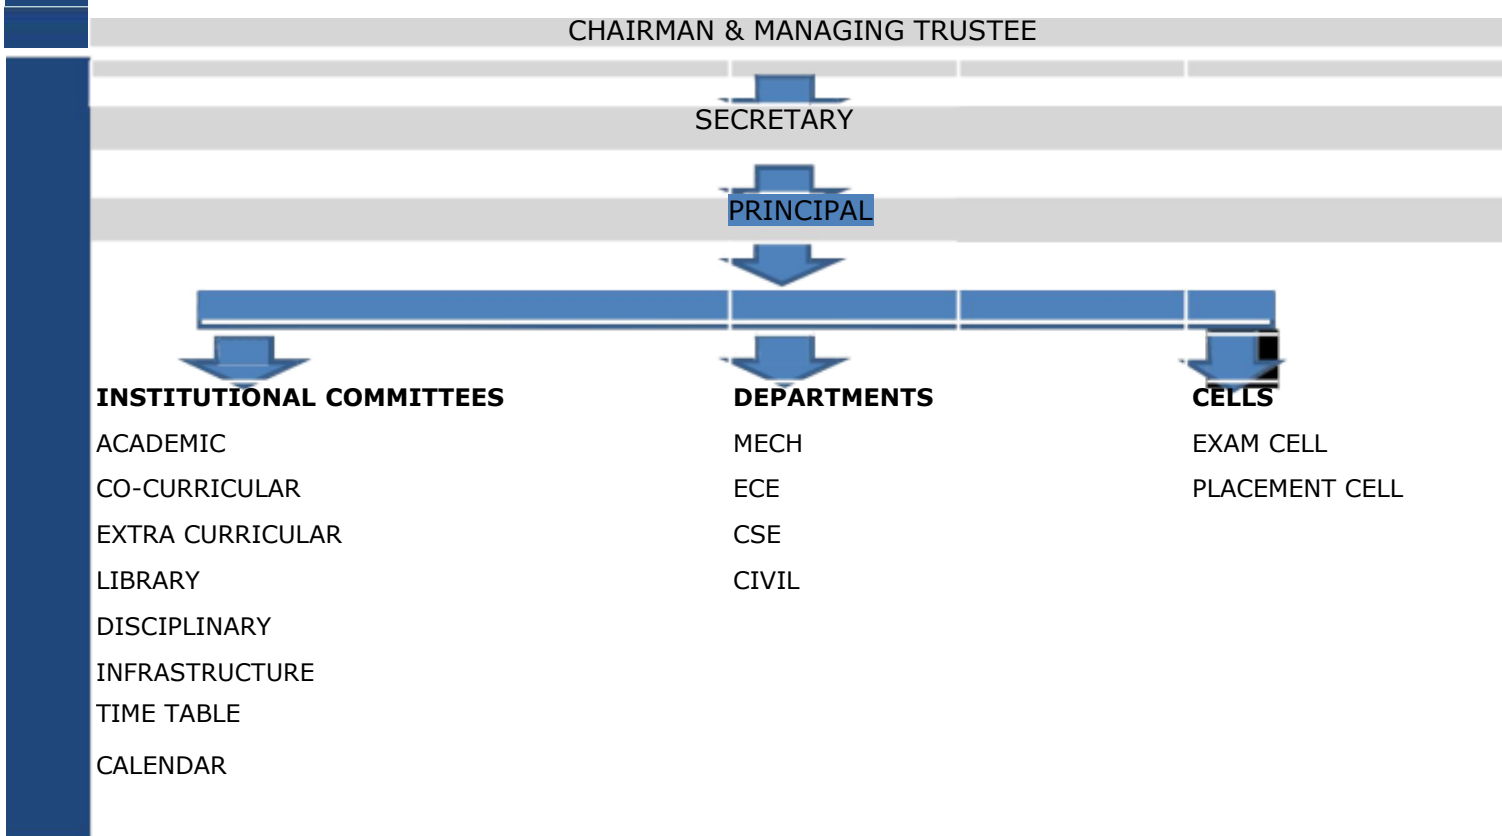 CHAIRMAN & MANAGING TRUSTEE
SECRETARY
PRINCIPAL
INSTITUTIONAL COMMITTEES
ACADEMIC
CO-CURRICULAR
EXTRA CURRICULAR
LIBRARY
DISCIPLINARY
INFRASTRUCTURE
TIME TABLE
CALENDAR
DEPARTMENTS
MECH
ECE
CSE
CIVIL
CELLS
EXAM CELL
PLACEMENT CELL